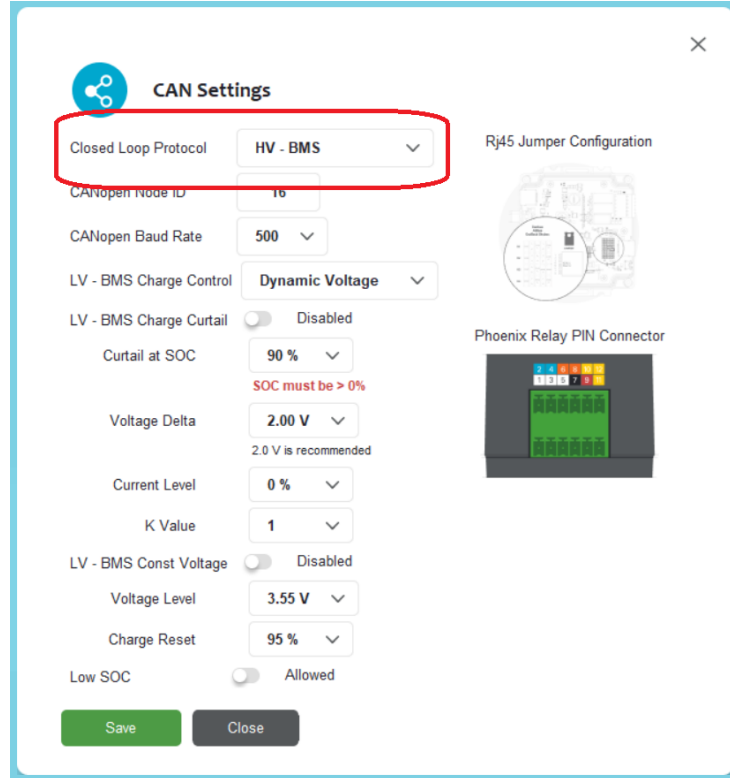 CAN Settings
Closed Loop Protocol HV - BMS
Rj45 Jumper Configuration
CANopen Node ID 16
CANopen Baud Rate 500
LV - BMS Charge Control Dynamic Voltage
LV - BMS Charge Curtail Disabled
Phoenix Relay PIN Connector
Curtail at SOC 90 %
SOC must be > 0%
2 4 6 8 10 12
1 3 5 7 9 11
Voltage Delta 2.00 V
2.0 V is recommended
Current Level 0 %
K Value 1
LV - BMS Const Voltage Disabled
Voltage Level 3.55 V
Charge Reset 95 %
Low SOC Allowed
Save Close